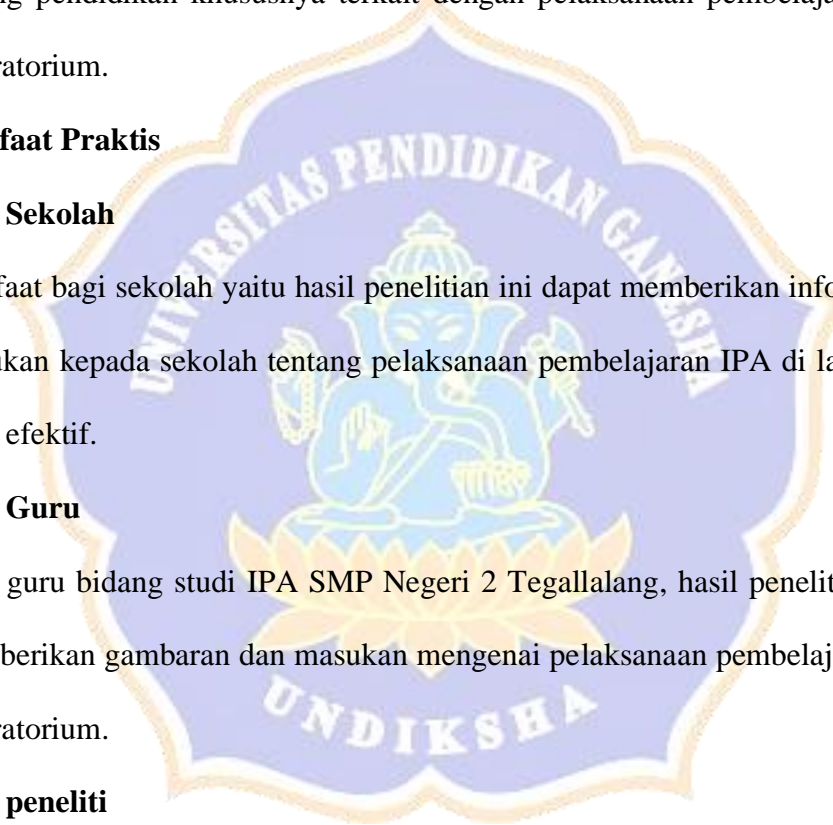 ng pendidikan khususnya terkait dengan pelaksanaan pembelaja
ratorium.
faat Praktis
Sekolah
faat bagi sekolah yaitu hasil penelitian ini dapat memberikan info
ukan kepada sekolah tentang pelaksanaan pembelajaran IPA di la
efektif.
Guru
guru bidang studi IPA SMP Negeri 2 Tegallalang, hasil penelit
berikan gambaran dan masukan mengenai pelaksanaan pembelaj
ratorium.
peneliti
UNIVERSITAS PENDIDIKAN GANESHA
UNDIKSHA